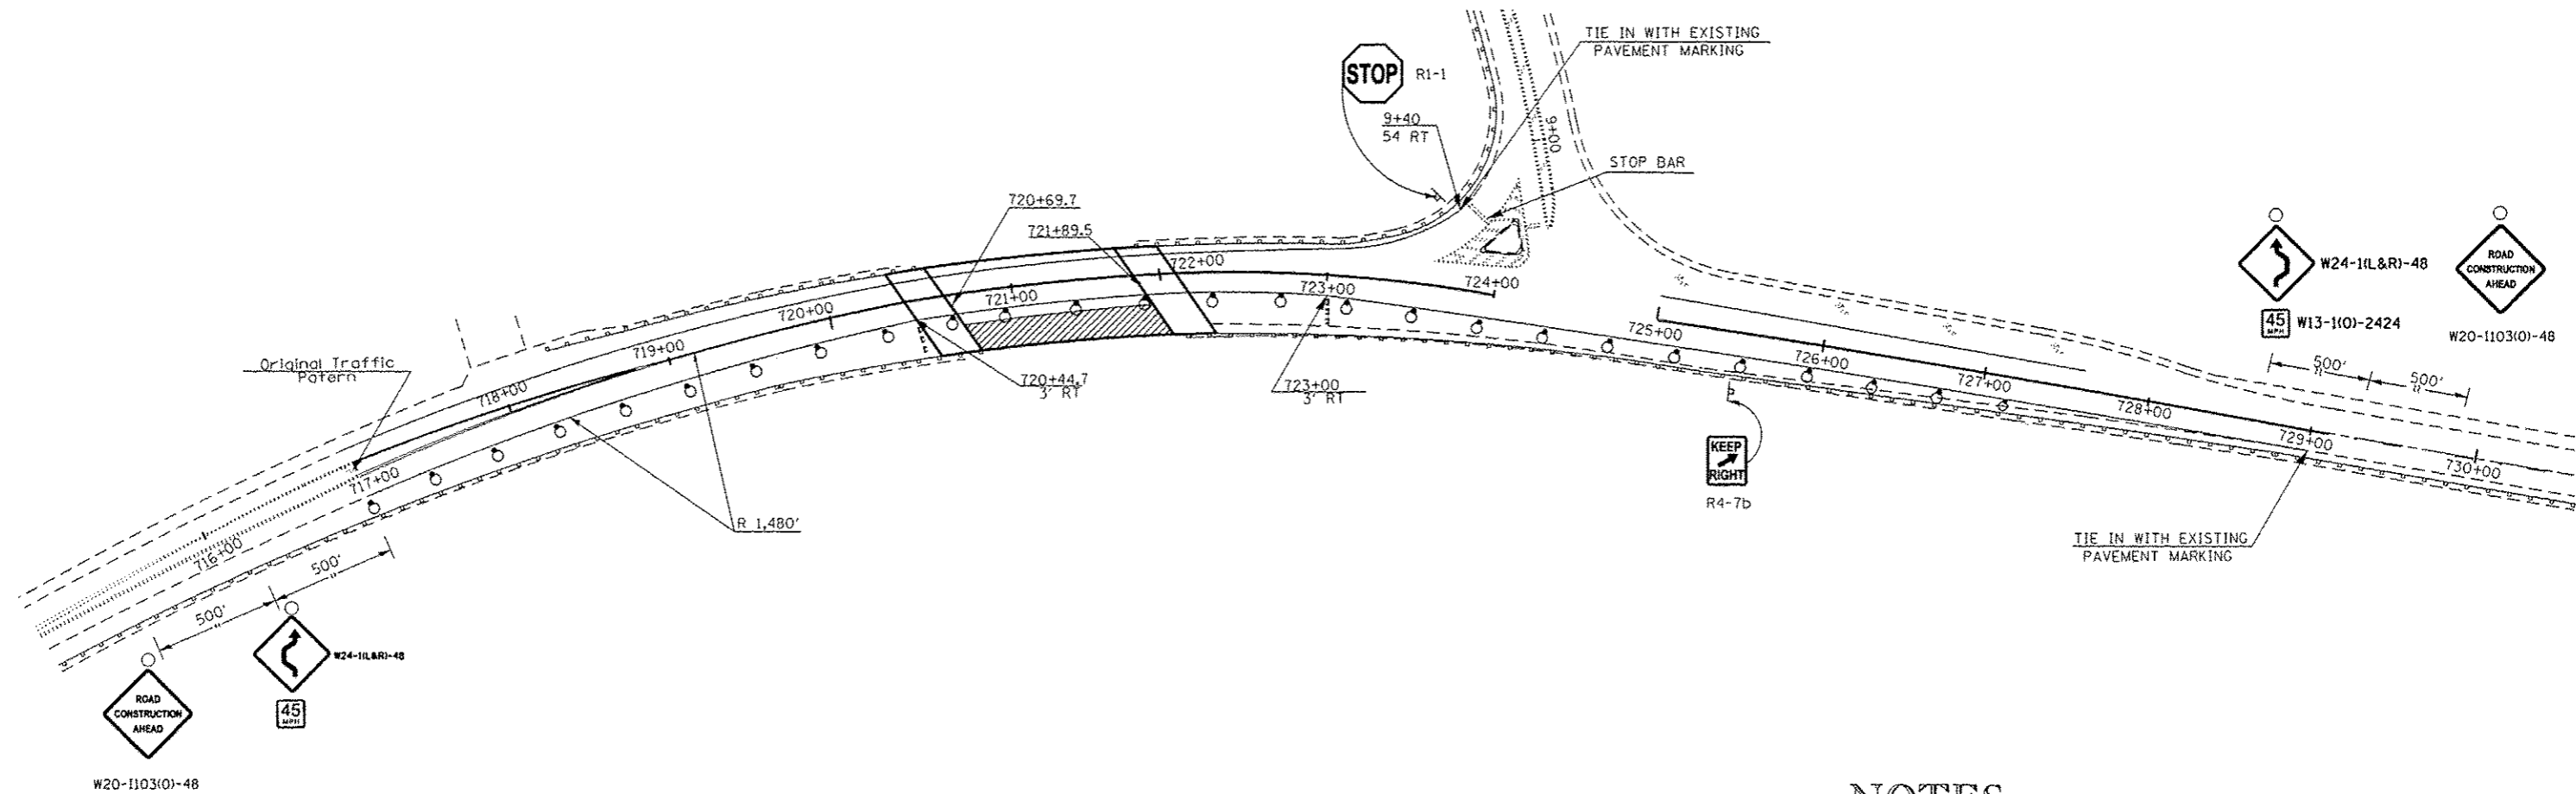 TIE IN WITH EXISTING
PAVEMENT MARKING
STOP
R1-1
9+40
54 RT
9+00
STOP BAR
720+69.7
721+89.5
722+00
721+00
720+00
719+00
718+00
717+00
716+00
723+00
724+00
725+00
726+00
727+00
728+00
729+00
730+00
Original Traffic
Patern
720+44.7
3' RT
723+00
3' RT
R 1,480'
500'
500'
W24-1(L&R)-48
45
MPH
ROAD
CONSTRUCTION
AHEAD
W20-I103(0)-48
KEEP
RIGHT
R4-7b
W24-1(L&R)-48
45
MPH
W13-1(0)-2424
ROAD
CONSTRUCTION
AHEAD
W20-1103(0)-48
500'
500'
TIE IN WITH EXISTING
PAVEMENT MARKING
NOTES